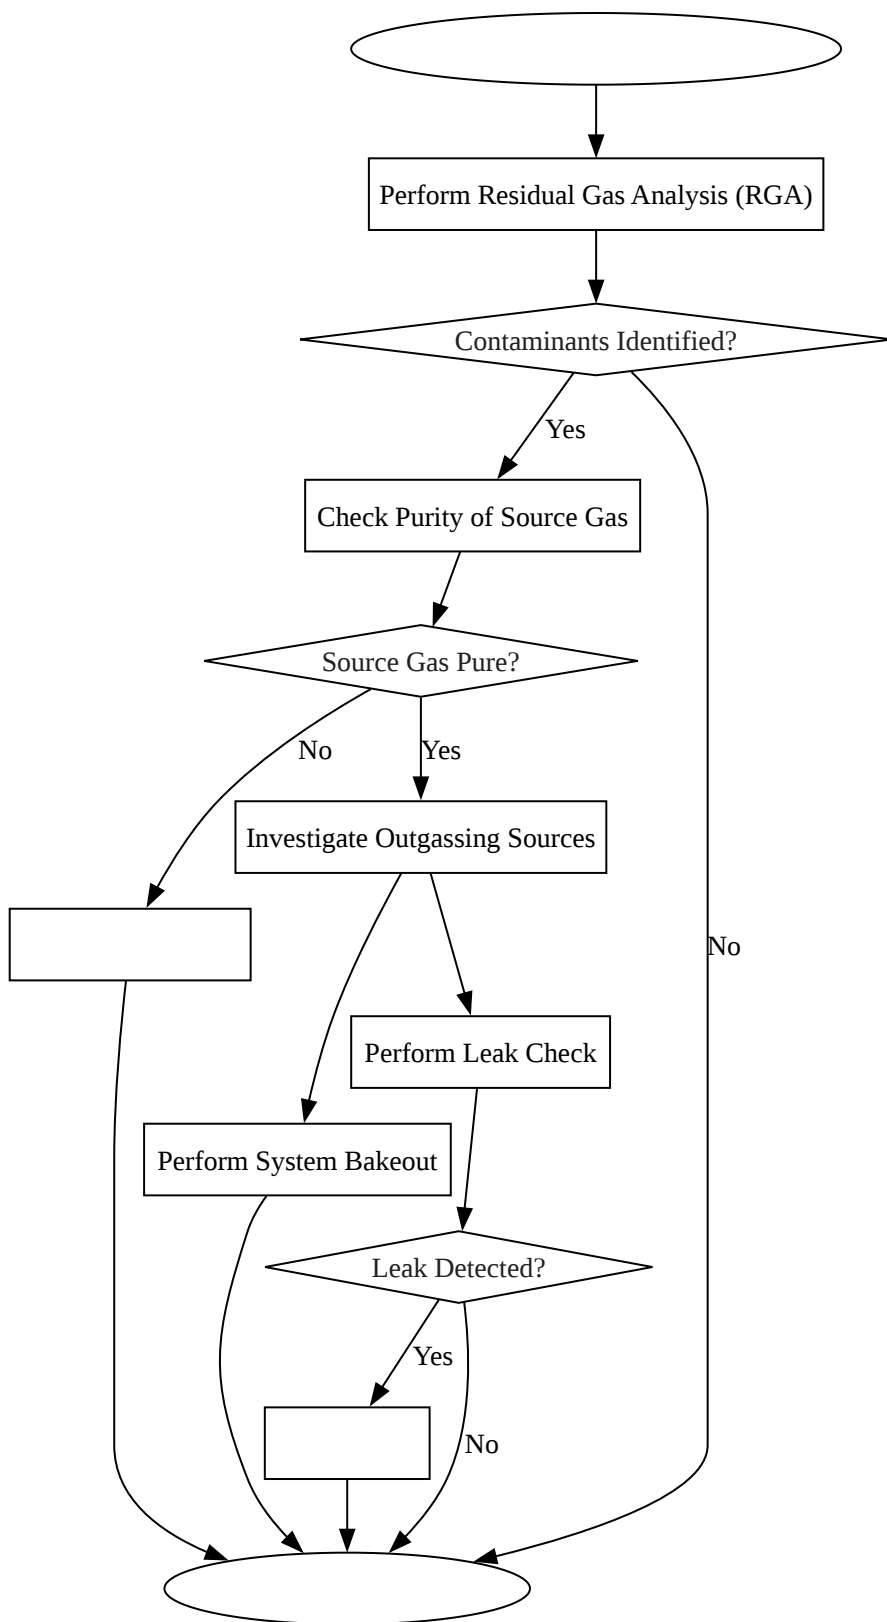 Perform Residual Gas Analysis (RGA)
Contaminants Identified?
Yes
Check Purity of Source Gas
Source Gas Pure?
No
Yes
Investigate Outgassing Sources
No
Perform Leak Check
Perform System Bakeout
Leak Detected?
Yes
No